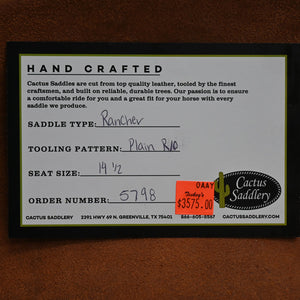 HAND CRAFTED
Cactus Saddles are cut from top quality leather, tooled by the finest
craftsmen, and built on reliable, durable trees. Our passion is to ensure
a comfortable ride for you and a great fit for your horse with every saddle
we produce.
SADDLE TYPE: Rancher
TOOLING PATTERN: Plain R/O
SEAT SIZE: 14 1/2
ORDER NUMBER: 5798
OAAY
Today's
$3575.00
Cactus
Saddlery
CACTUS SADDLERY 2391 HWY 69 N. GREENVILLE, TX 75401 866-605-5567 CACTUSSADDLERY.COM